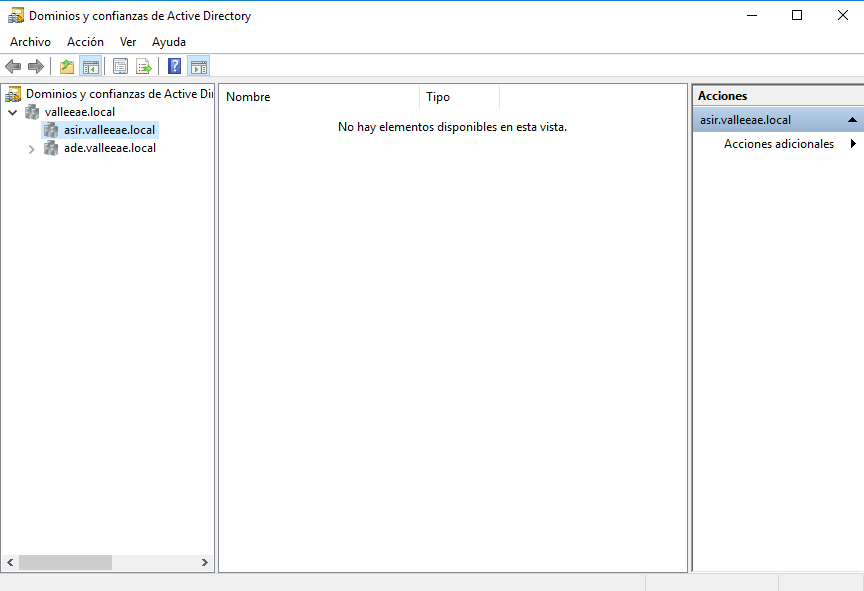 Dominios y confianzas de Active Directory
Archivo Acción Ver Ayuda
Dominios y confianzas de Active Di
valleeae.local
asir.valleeae.local
ade.valleeae.local
Nombre Tipo
No hay elementos disponibles en esta vista.
Acciones
asir.valleeae.local
Acciones adicionales